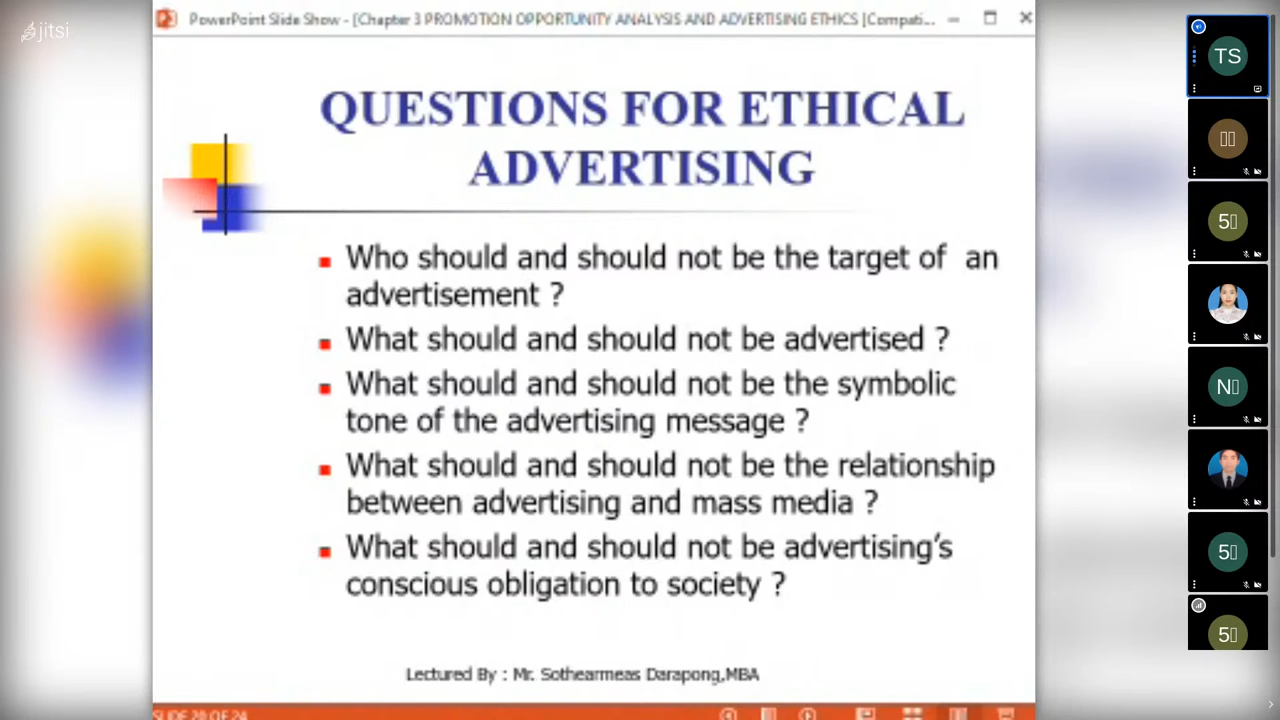 jitsi
PowerPoint Slide Show - [Chapter 3 PROMOTION OPPORTUNITY ANALYSIS AND ADVERTISING ETHICS [Compati...
QUESTIONS FOR ETHICAL
ADVERTISING
Who should and should not be the target of an
advertisement ?
What should and should not be advertised ?
What should and should not be the symbolic
tone of the advertising message ?
What should and should not be the relationship
between advertising and mass media ?
What should and should not be advertising's
conscious obligation to society ?
Lectured By : Mr. Sothearmeas Darapong,MBA
SLIDE 20 OF 24
TS
5
N
5
5